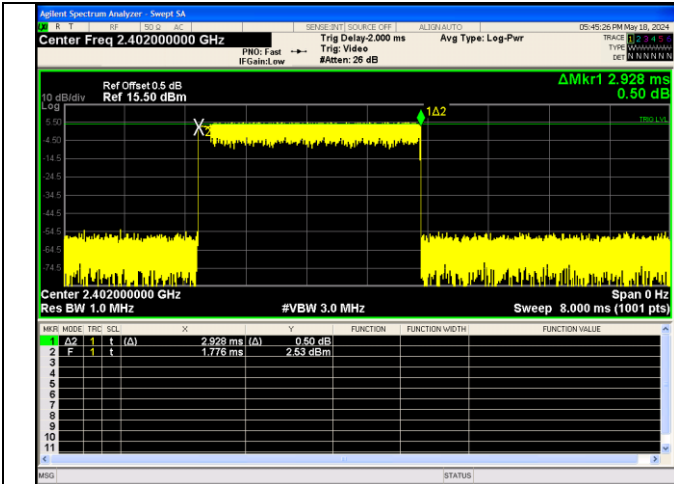 Agilent Spectrum Analyzer - Swept SA
R T RF 50 Ω AC SENSE:INT SOURCE OFF ALIGN AUTO 05:45:26 PM May 18, 2024
Center Freq 2.402000000 GHz Trig Delay-2.000 ms Avg Type: Log-Pwr TRACE 1 2 3 4 5 6
PNO: Fast Trig: Video TYPE W
IFGain:Low #Atten: 26 dB DET N N N N N N
ΔMkr1 2.928 ms
0.50 dB
Ref Offset 0.5 dB
10 dB/div Ref 15.50 dBm
Log
1Δ2
5.50
TRIG LVL
X2
-4.50
-14.5
-24.5
-34.5
-44.5
-54.5
-64.5
-74.5
Center 2.402000000 GHz Span 0 Hz
Res BW 1.0 MHz #VBW 3.0 MHz Sweep 8.000 ms (1001 pts)
MKR MODE TRC SCL X Y FUNCTION FUNCTION WIDTH FUNCTION VALUE
1 Δ2 1 t (Δ) 2.928 ms (Δ) 0.50 dB
2 F 1 t 1.776 ms 2.53 dBm
3
4
5
6
7
8
9
10
11
MSG STATUS